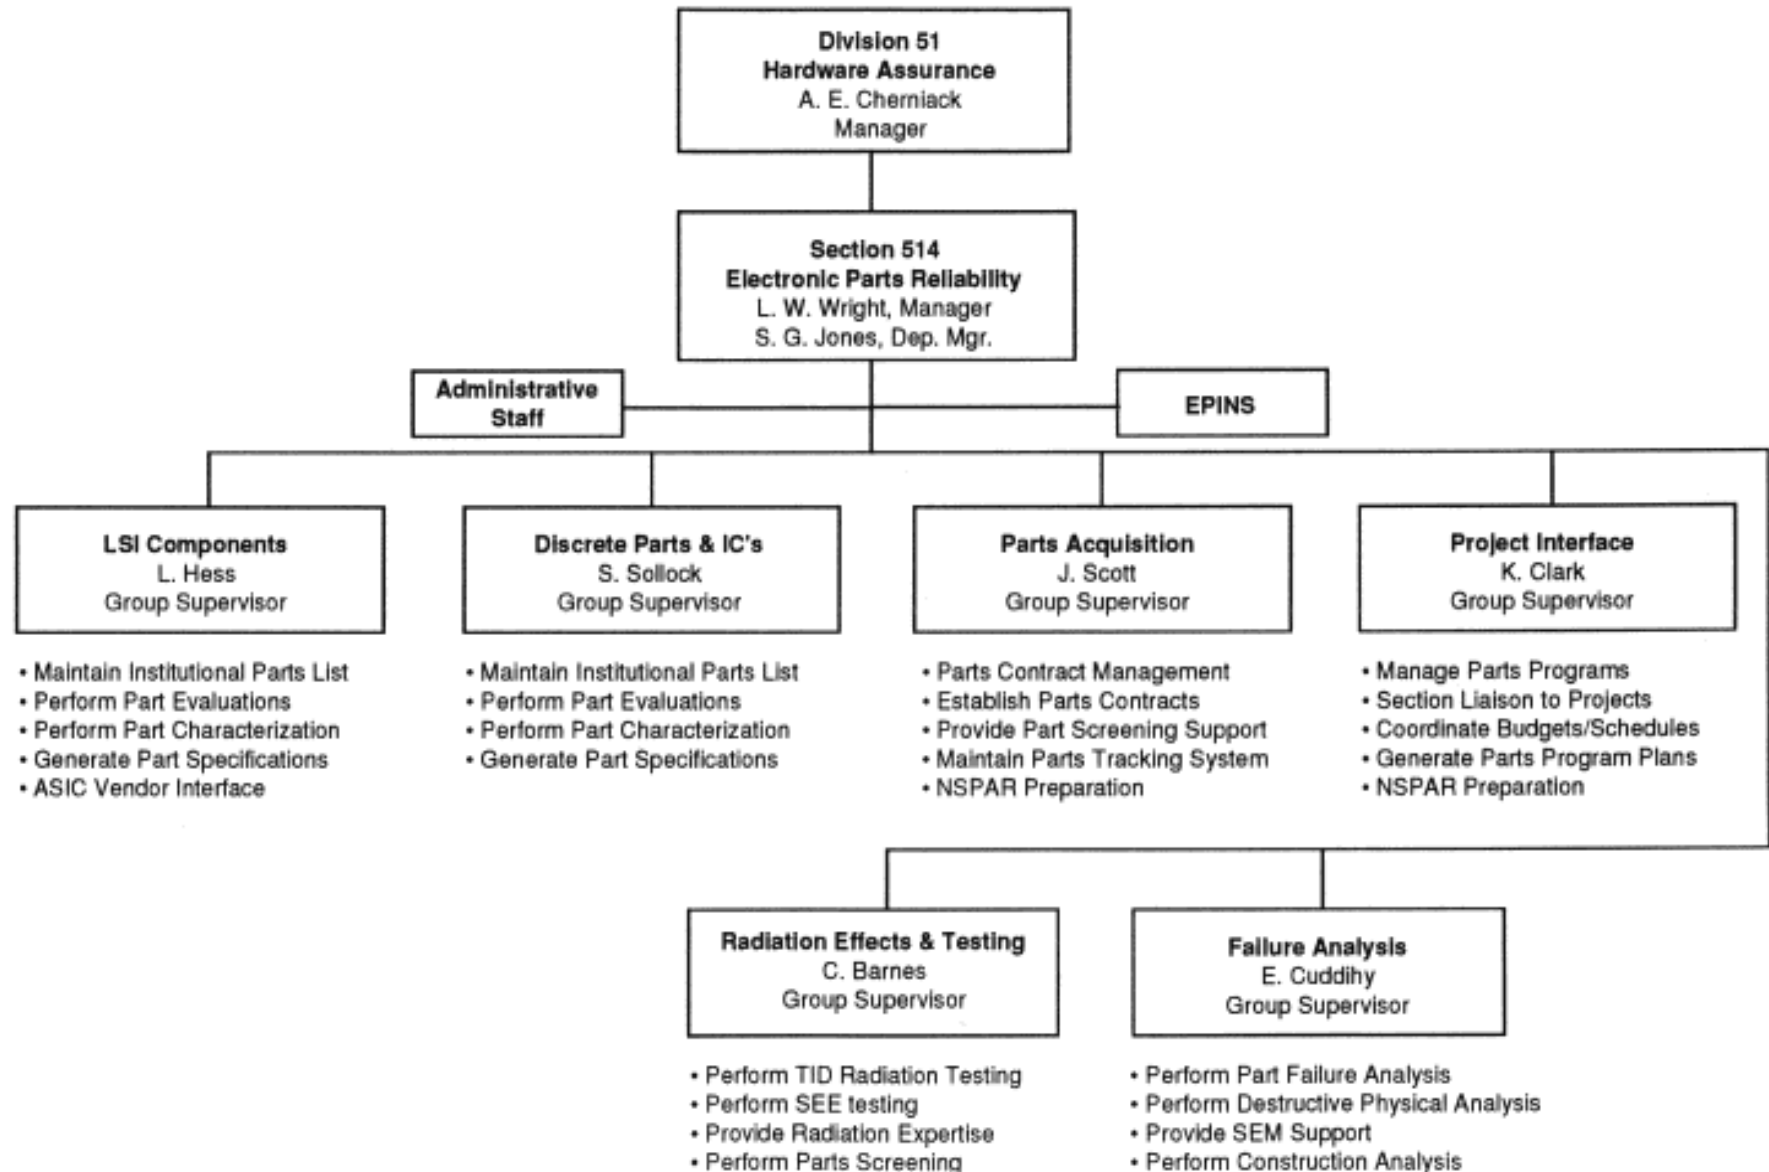 Division 51
Hardware Assurance
A. E. Cherniack
Manager
Section 514
Electronic Parts Reliability
L. W. Wright, Manager
S. G. Jones, Dep. Mgr.
Administrative
Staff
EPINS
LSI Components
L. Hess
Group Supervisor
• Maintain Institutional Parts List
• Perform Part Evaluations
• Perform Part Characterization
• Generate Part Specifications
• ASIC Vendor Interface
Discrete Parts & IC's
S. Sollock
Group Supervisor
• Maintain Institutional Parts List
• Perform Part Evaluations
• Perform Part Characterization
• Generate Part Specifications
Parts Acquisition
J. Scott
Group Supervisor
• Parts Contract Management
• Establish Parts Contracts
• Provide Part Screening Support
• Maintain Parts Tracking System
• NSPAR Preparation
Project Interface
K. Clark
Group Supervisor
• Manage Parts Programs
• Section Liaison to Projects
• Coordinate Budgets/Schedules
• Generate Parts Program Plans
• NSPAR Preparation
Radiation Effects & Testing
C. Barnes
Group Supervisor
• Perform TID Radiation Testing
• Perform SEE testing
• Provide Radiation Expertise
• Perform Parts Screening
Failure Analysis
E. Cuddihy
Group Supervisor
• Perform Part Failure Analysis
• Perform Destructive Physical Analysis
• Provide SEM Support
• Perform Construction Analysis